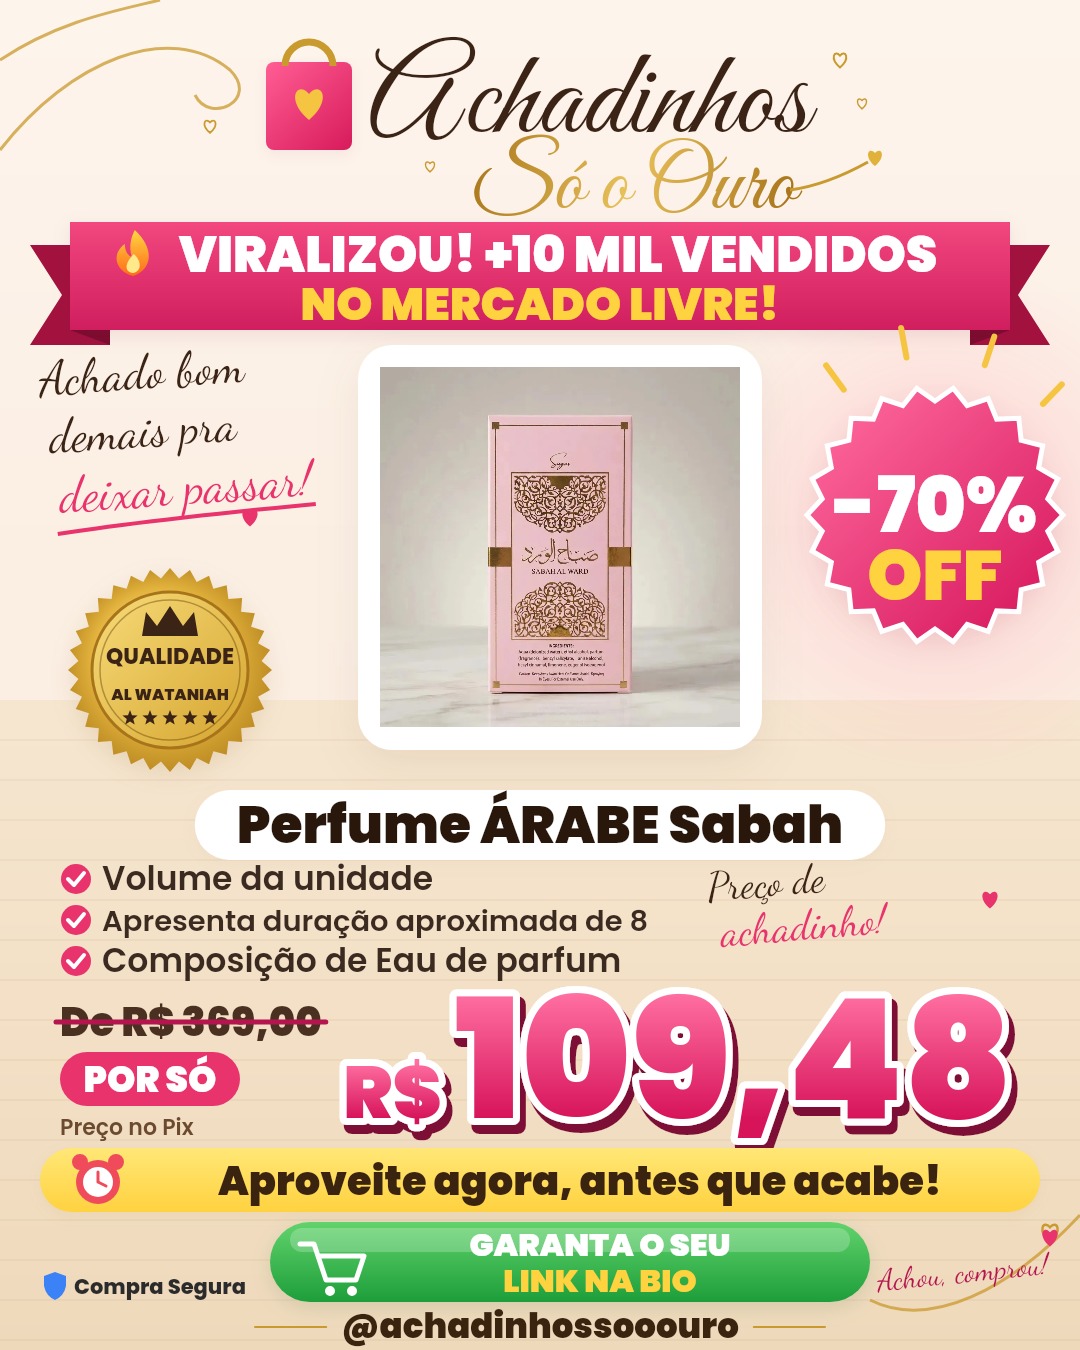 Achadinhos
Só o Ouro
VIRALIZOU! +10 MIL VENDIDOS
NO MERCADO LIVRE!
Achado bom
demais pra
deixar passar!
-70%
OFF
QUALIDADE
AL WATANIAH
صباح الورد
SABAH AL WARD
INGREDIENTS:
Perfume ÁRABE Sabah
Volume da unidade
Apresenta duração aproximada de 8
Composição de Eau de parfum
Preço de
achadinho!
De R$ 369,00
POR SÓ
Preço no Pix
R$ 109,48
Aproveite agora, antes que acabe!
GARANTA O SEU
LINK NA BIO
Compra Segura
Achou, comprou!
@achadinhossooouro